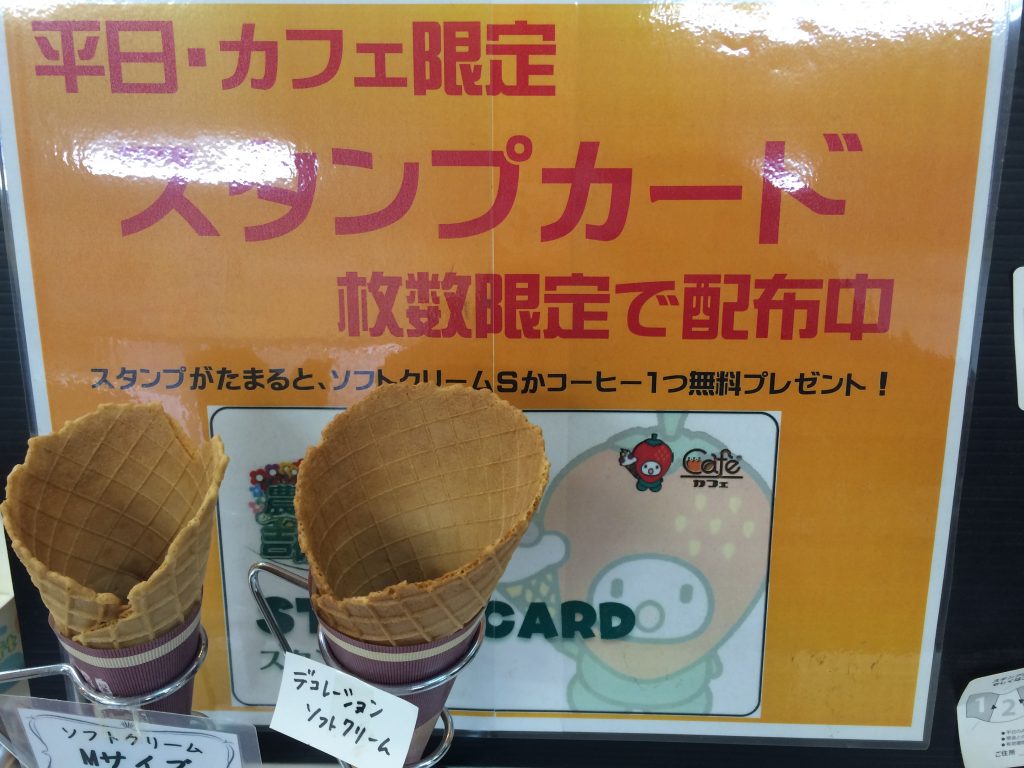 平日・カフェ限定
スタンプカード
枚数限定で配布中
スタンプがたまると、ソフトクリームSかコーヒー1つ無料プレゼント！
Cafe
カフェ
CARD
デコレーション
ソフトクリーム
ソフトクリーム
Mサイズ
1 2